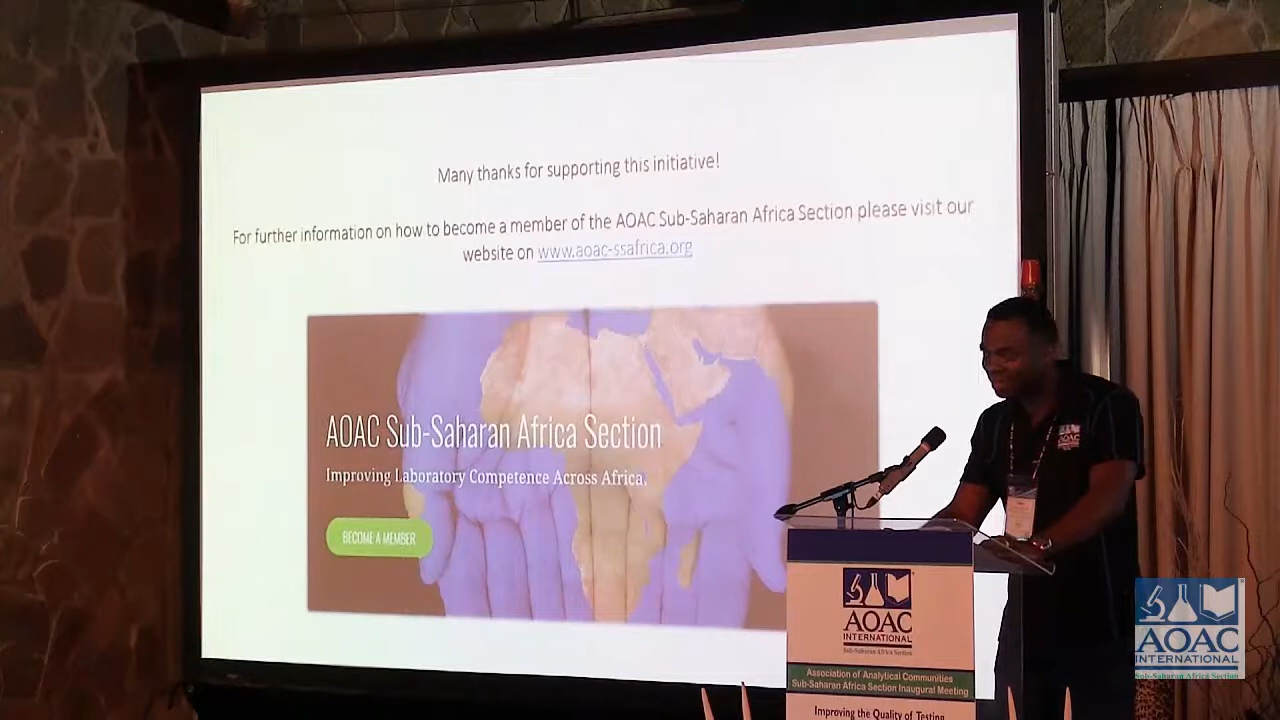 Many thanks for supporting this initiative!
For further information on how to become a member of the AOAC Sub-Saharan Africa Section please visit our
website on www.aoac-ssafrica.org
AOAC Sub-Saharan Africa Section
Improving Laboratory Competence Across Africa.
BECOME A MEMBER
AOAC
AOAC
INTERNATIONAL
Sub-Saharan Africa Section
Association of Analytical Communities
Sub-Saharan Africa Section Inaugural Meeting
Improving the Quality of Testing
AOAC
INTERNATIONAL
Sub-Saharan Africa Section